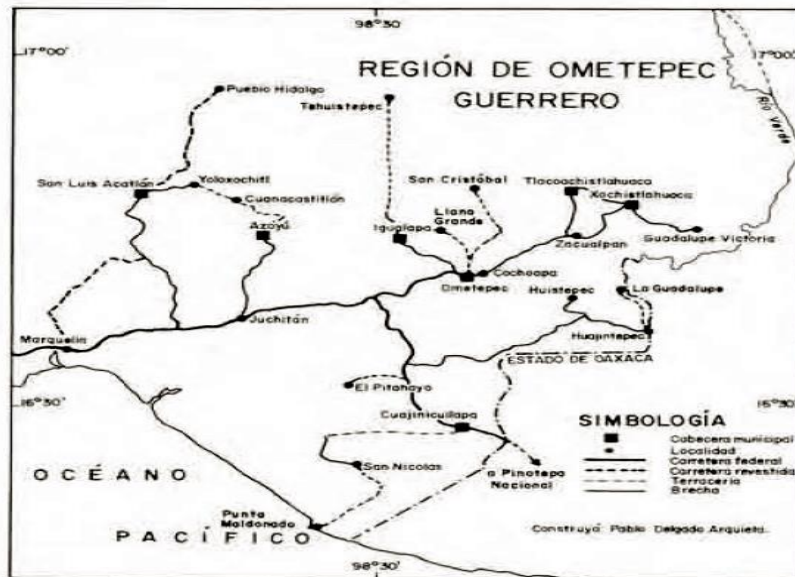 98°30'
17°00'
17°00'
REGIÓN DE OMETEPEC
GUERRERO
Pueblo Hidalgo
Tehuistepec
Río Verde
San Luis Acatlán
Yoloxochitl
Cuanacastitlán
San Cristóbal
Tlacoachistlahuaca
Xochistlahuaca
Llano
Grande
Azoyú
Igualapa
Zacualpan
Guadalupe Victoria
Cochoapa
Ometepec
Huistepec
La Guadalupe
Juchitán
Huajintepec
Marquelia
ESTADO DE OAXACA
16°30'
16°30'
El Pitahayo
Cuajinicuilapa
SIMBOLOGÍA
Cabecera municipal
Localidad
Carretera federal
Carretera revestida
Terracería
Brecha
OCÉANO
San Nicolas
a Pinotepa
Nacional
Punta
Maldonado
PACÍFICO
Construyó: Pablo Delgado Arquieta.
98°30'